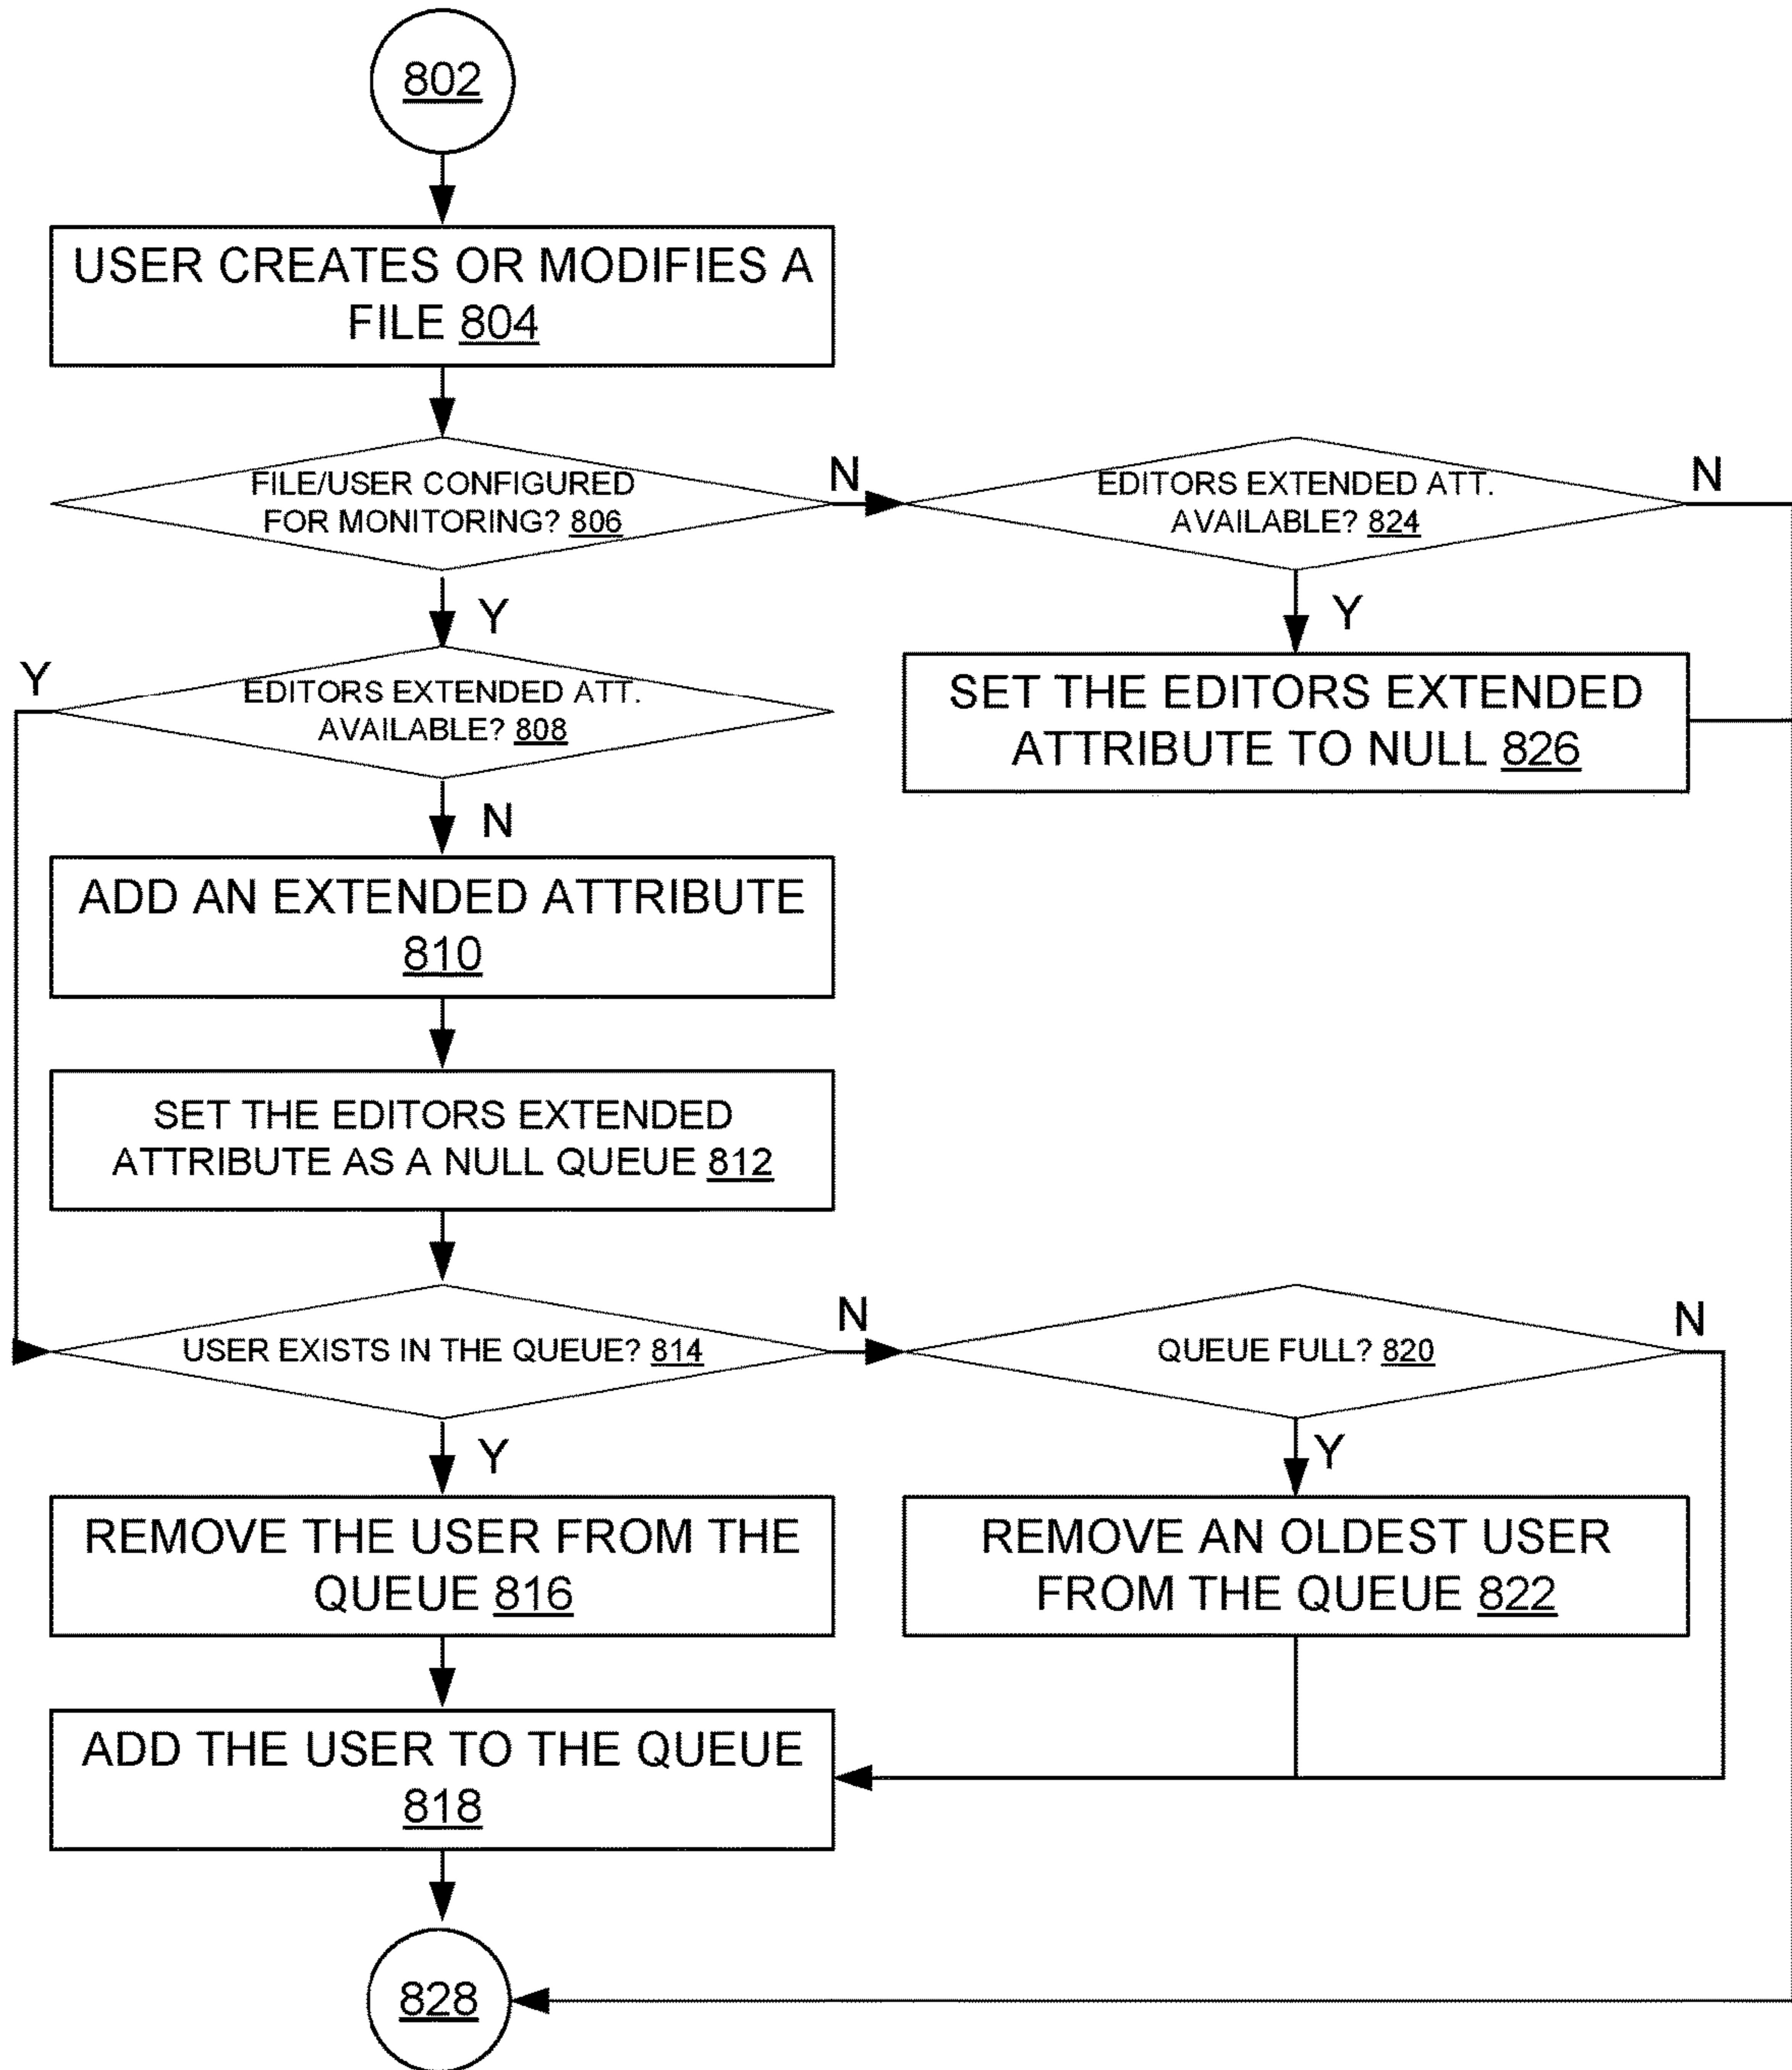 802
USER CREATES OR MODIFIES A
FILE 804
FILE/USER CONFIGURED
FOR MONITORING? 806
N
EDITORS EXTENDED ATT.
AVAILABLE? 824
N
Y
Y
Y
EDITORS EXTENDED ATT.
AVAILABLE? 808
SET THE EDITORS EXTENDED
ATTRIBUTE TO NULL 826
N
ADD AN EXTENDED ATTRIBUTE
810
SET THE EDITORS EXTENDED
ATTRIBUTE AS A NULL QUEUE 812
USER EXISTS IN THE QUEUE? 814
N
QUEUE FULL? 820
N
Y
Y
REMOVE THE USER FROM THE
QUEUE 816
REMOVE AN OLDEST USER
FROM THE QUEUE 822
ADD THE USER TO THE QUEUE
818
828